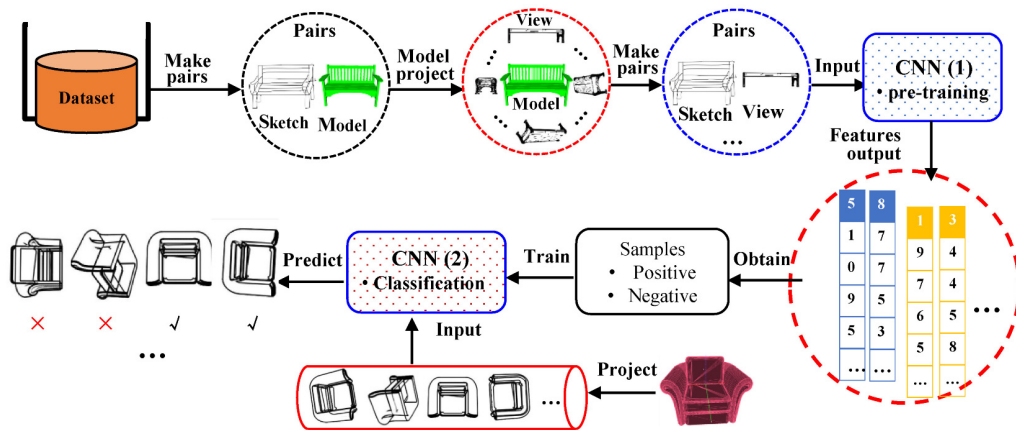 Dataset
Make
pairs
Pairs
Sketch
Model
Model
project
View
Model
Make
pairs
Pairs
Sketch
View
...
Input
CNN (1)
• pre-training
Features
output
5 8
1 7
0 7
9 5
5 3
... ...
1 3
9 4
7 4
6 5
5 8
... ...
...
Obtain
Samples
• Positive
• Negative
Train
CNN (2)
• Classification
Predict
× × √ √
...
Input
...
Project